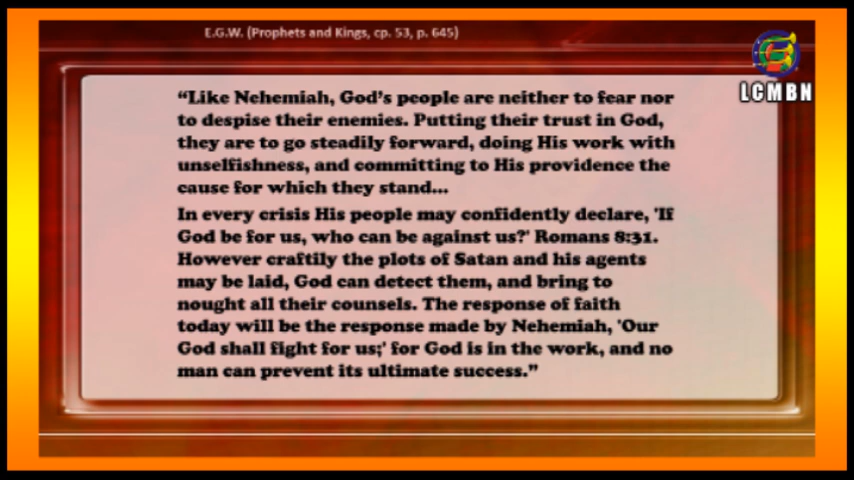 E.G.W. (Prophets and Kings, cp. 53, p. 645)
LCMBN
“Like Nehemiah, God’s people are neither to fear nor
to despise their enemies. Putting their trust in God,
they are to go steadily forward, doing His work with
unselfishness, and committing to His providence the
cause for which they stand...
In every crisis His people may confidently declare, 'If
God be for us, who can be against us?' Romans 8:31.
However craftily the plots of Satan and his agents
may be laid, God can detect them, and bring to
nought all their counsels. The response of faith
today will be the response made by Nehemiah, 'Our
God shall fight for us;' for God is in the work, and no
man can prevent its ultimate success.”